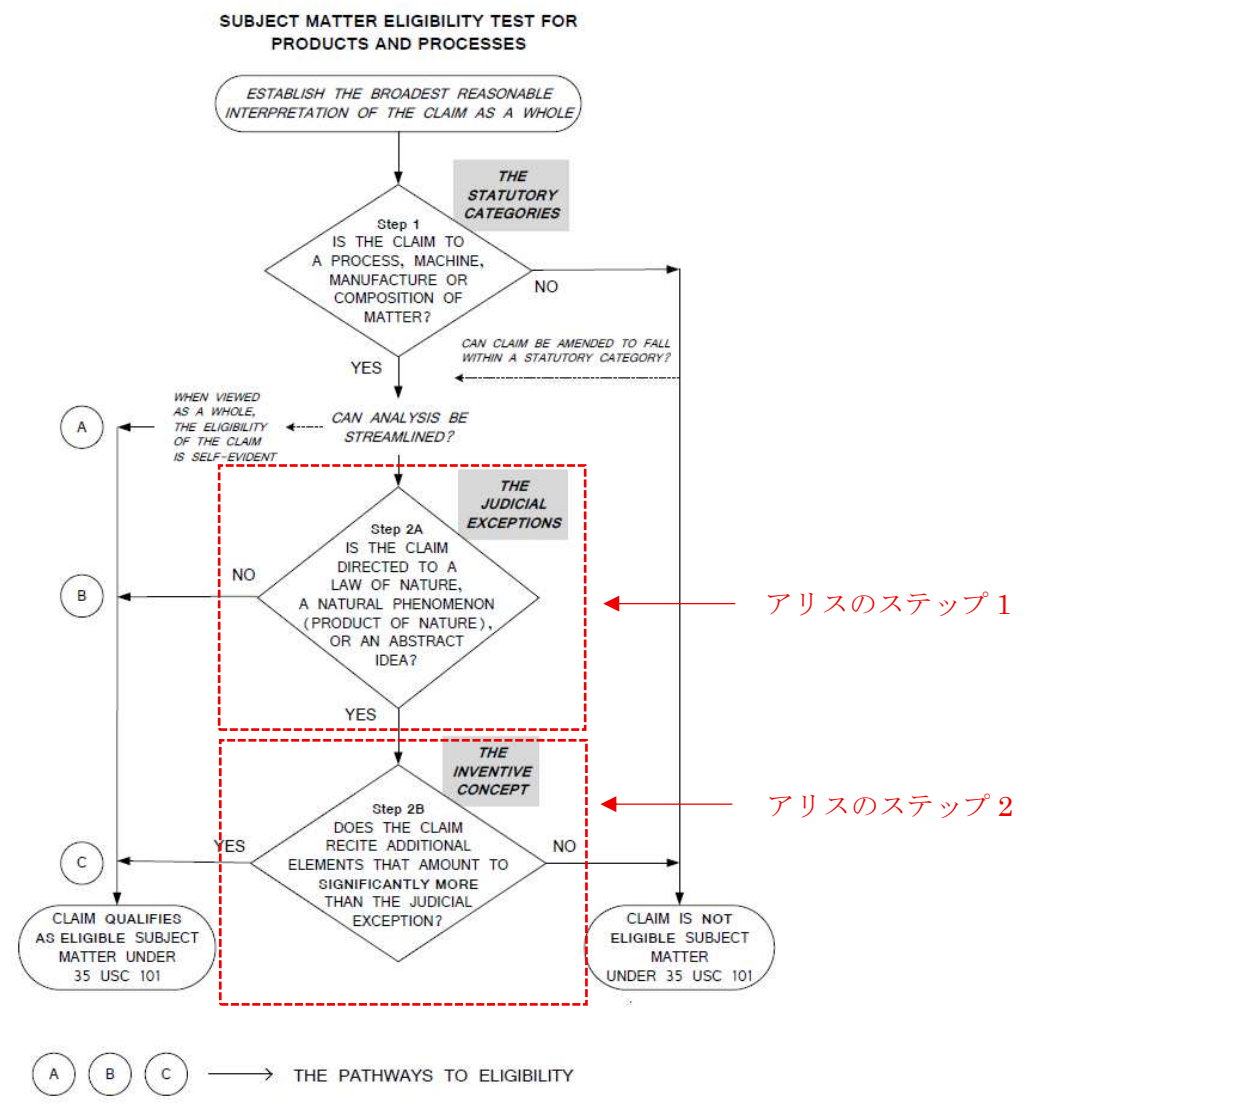 SUBJECT MATTER ELIGIBILITY TEST FOR
PRODUCTS AND PROCESSES
ESTABLISH THE BROADEST REASONABLE
INTERPRETATION OF THE CLAIM AS A WHOLE
THE
STATUTORY
CATEGORIES
Step 1
IS THE CLAIM TO
A PROCESS, MACHINE,
MANUFACTURE OR
COMPOSITION OF
MATTER?
NO
YES
CAN CLAIM BE AMENDED TO FALL
WITHIN A STATUTORY CATEGORY?
WHEN VIEWED
AS A WHOLE,
THE ELIGIBILITY
OF THE CLAIM
IS SELF-EVIDENT
A
CAN ANALYSIS BE
STREAMLINED?
THE
JUDICIAL
EXCEPTIONS
Step 2A
IS THE CLAIM
DIRECTED TO A
LAW OF NATURE,
A NATURAL PHENOMENON
(PRODUCT OF NATURE),
OR AN ABSTRACT
IDEA?
NO
B
アリスのステップ 1
YES
THE
INVENTIVE
CONCEPT
アリスのステップ 2
Step 2B
DOES THE CLAIM
RECITE ADDITIONAL
ELEMENTS THAT AMOUNT TO
SIGNIFICANTLY MORE
THAN THE JUDICIAL
EXCEPTION?
YES
NO
C
CLAIM QUALIFIES
AS ELIGIBLE SUBJECT
MATTER UNDER
35 USC 101
CLAIM IS NOT
ELIGIBLE SUBJECT
MATTER
UNDER 35 USC 101
A B C THE PATHWAYS TO ELIGIBILITY